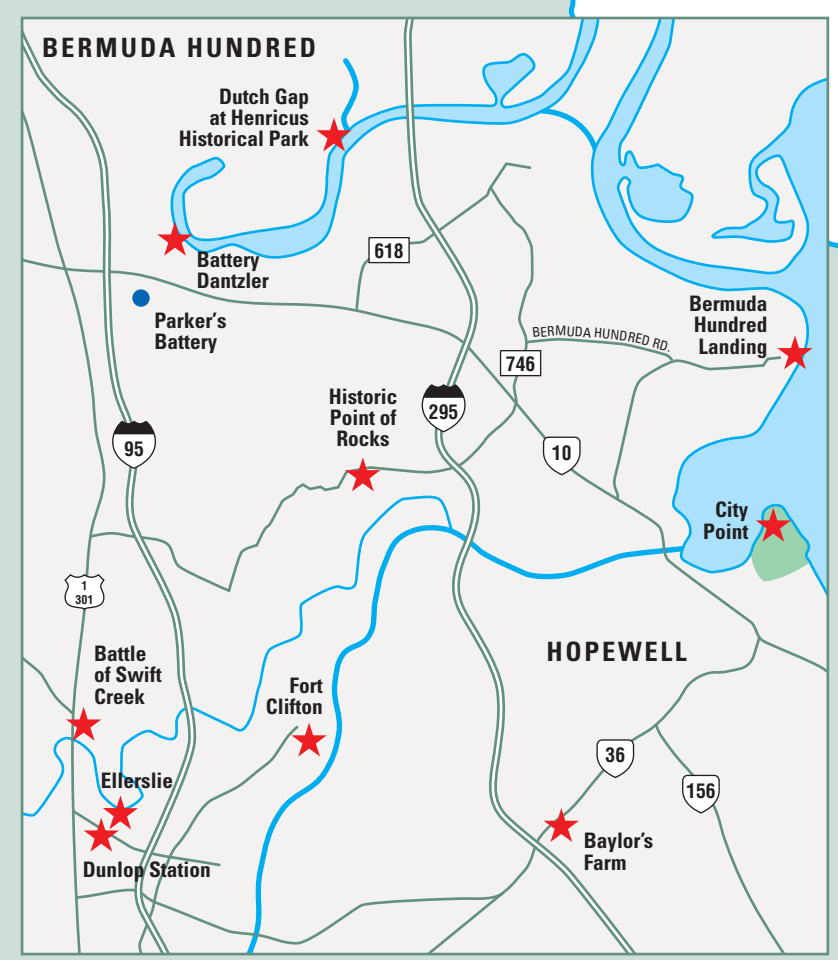 BERMUDA HUNDRED
Dutch Gap
at Henricus
Historical Park
618
Battery
Dantzler
Parker's
Battery
Bermuda
Hundred
Landing
BERMUDA HUNDRED RD.
746
Historic
Point of
Rocks
295
95
10
City
Point
1
301
HOPEWELL
Battle
of Swift
Creek
Fort
Clifton
36
156
Ellerslie
Baylor's
Farm
Dunlop Station